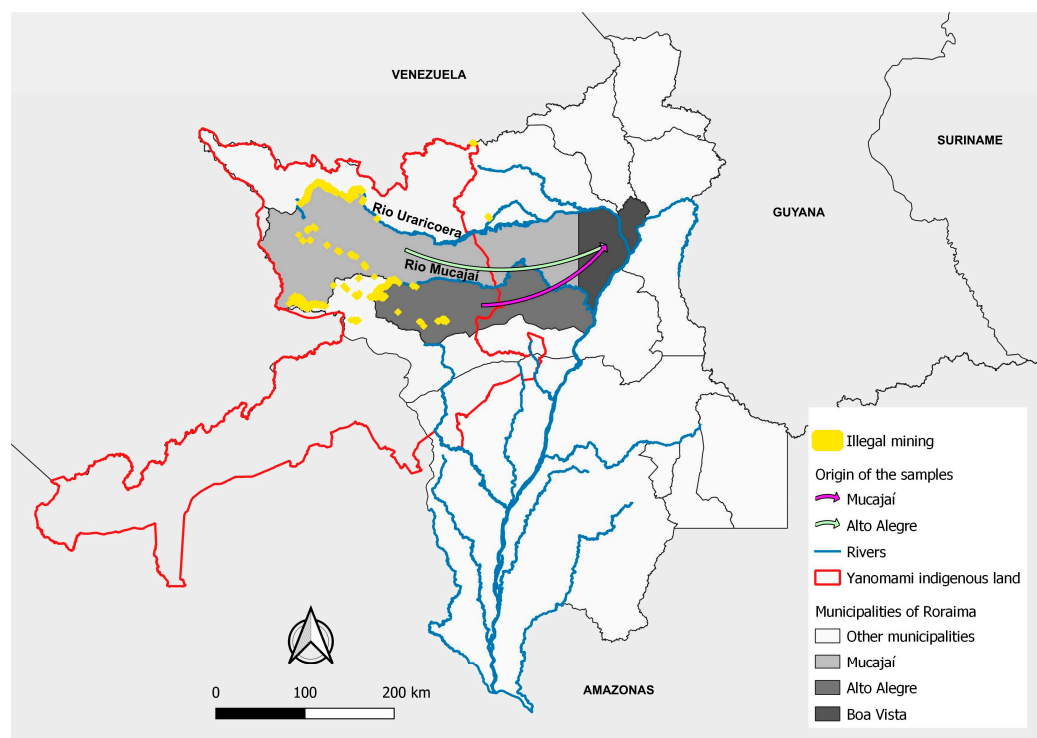 VENEZUELA
SURINAME
GUYANA
Rio Uraricoera
Rio Mucajaí
AMAZONAS
0 100 200 km
Illegal mining
Origin of the samples
Mucajaí
Alto Alegre
Rivers
Yanomami indigenous land
Municipalities of Roraima
Other municipalities
Mucajaí
Alto Alegre
Boa Vista